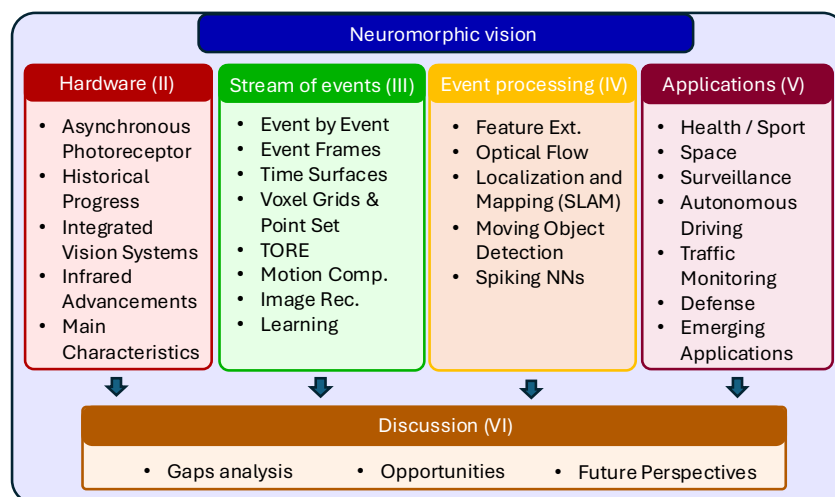 Neuromorphic vision
Hardware (II)
• Asynchronous
Photoreceptor
• Historical
Progress
• Integrated
Vision Systems
• Infrared
Advancements
• Main
Characteristics
Stream of events (III)
• Event by Event
• Event Frames
• Time Surfaces
• Voxel Grids &
Point Set
• TORE
• Motion Comp.
• Image Rec.
• Learning
Event processing (IV)
• Feature Ext.
• Optical Flow
• Localization and
Mapping (SLAM)
• Moving Object
Detection
• Spiking NNs
Applications (V)
• Health / Sport
• Space
• Surveillance
• Autonomous
Driving
• Traffic
Monitoring
• Defense
• Emerging
Applications
Discussion (VI)
• Gaps analysis • Opportunities • Future Perspectives